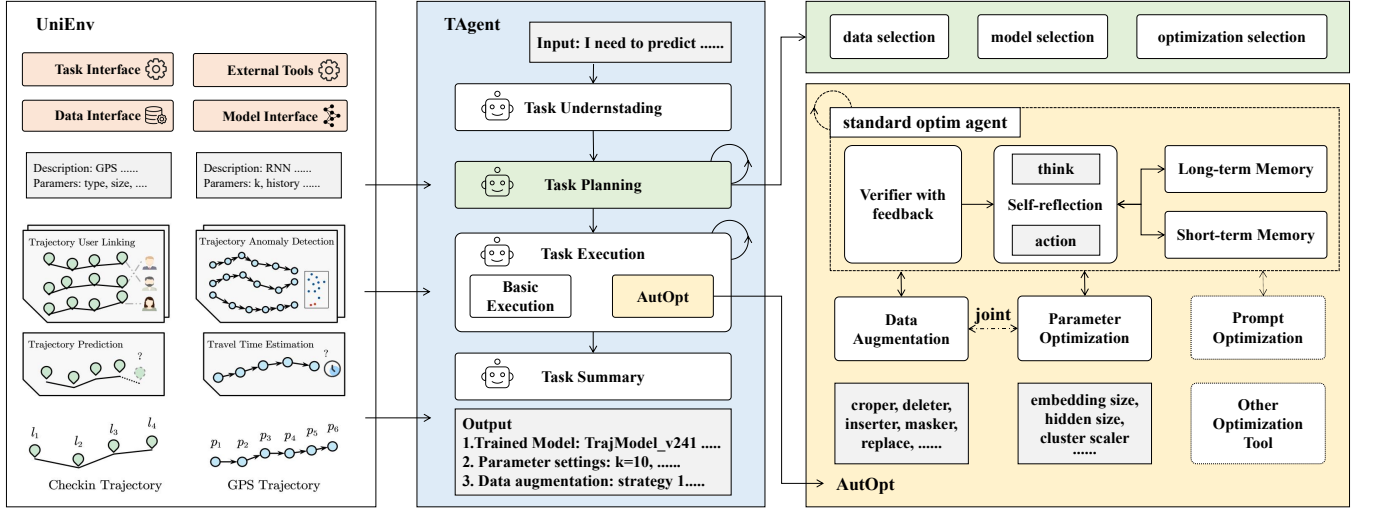 UniEnv
Task Interface
External Tools
Data Interface
Model Interface
Description: GPS ......
Paramers: type, size, ....
Description: RNN ......
Paramers: k, history ......
Trajectory User Linking
Trajectory Anomaly Detection
Trajectory Prediction
?
Travel Time Estimation
?
l1
l2
l3
l4
Checkin Trajectory
p1
p2
p3
p4
p5
p6
GPS Trajectory
TAgent
Input: I need to predict ......
Task Undernstading
Task Planning
Task Execution
Basic
Execution
AutOpt
Task Summary
Output
1.Trained Model: TrajModel_v241 .....
2. Parameter settings: k=10, ......
3. Data augmentation: strategy 1.....
data selection
model selection
optimization selection
standard optim agent
Verifier with
feedback
think
Self-reflection
action
Long-term Memory
Short-term Memory
Data
Augmentation
joint
Parameter
Optimization
Prompt
Optimization
croper, deleter,
inserter, masker,
replace, ......
embedding size,
hidden size,
cluster scaler
......
Other
Optimization
Tool
AutOpt